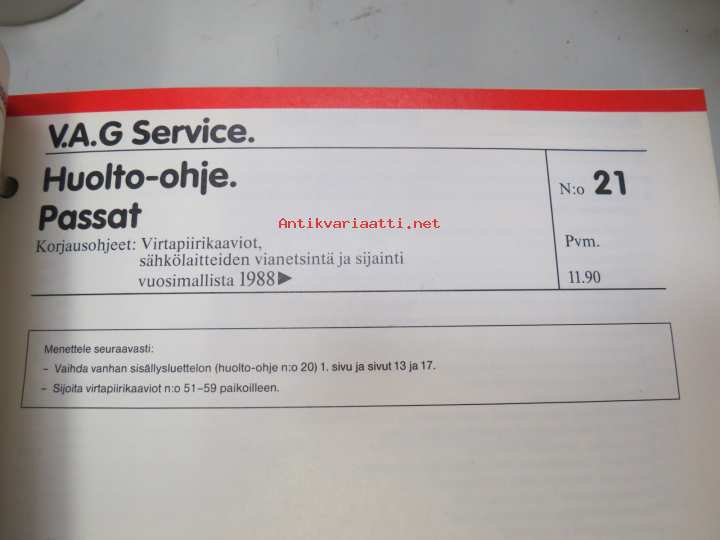 V.A.G Service.
Huolto-ohje.
N:o 21
Passat
Antikvariaatti.net
Korjausohjeet: Virtapiirikaaviot,
Pvm.
sähkölaitteiden vianetsintä ja sijainti
vuosimallista 1988▶
11.90
Menettele seuraavasti:
– Vaihda vanhan sisällysluettelon (huolto-ohje n:o 20) 1. sivu ja sivut 13 ja 17.
– Sijoita virtapiirikaaviot n:o 51–59 paikoilleen.